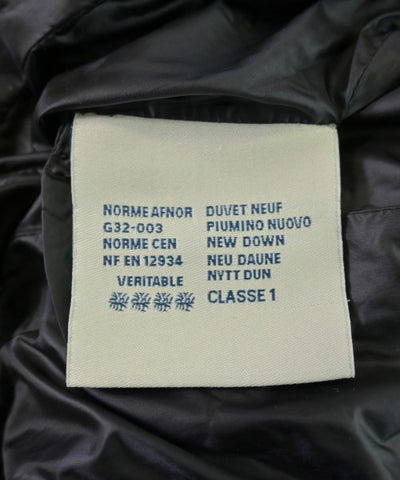 NORME AFNOR
G32-003
NORME CEN
NF EN 12934
VERITABLE
DUVET NEUF
PIUMINO NUOVO
NEW DOWN
NEU DAUNE
NYTT DUN
CLASSE 1